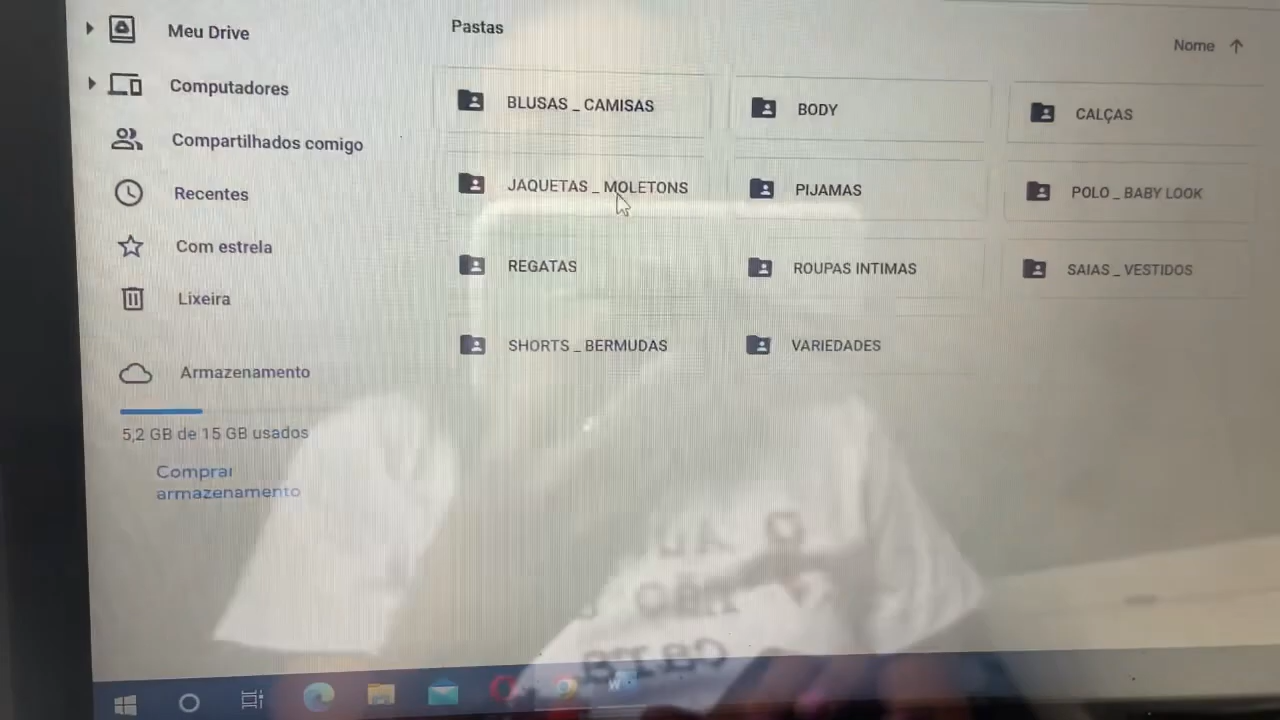 Meu Drive
Computadores
Compartilhados comigo
Recentes
Com estrela
Lixeira
Armazenamento
5,2 GB de 15 GB usados
Comprar
armazenamento
Pastas
Nome
BLUSAS _ CAMISAS
BODY
CALÇAS
JAQUETAS _ MOLETONS
PIJAMAS
POLO _ BABY LOOK
REGATAS
ROUPAS INTIMAS
SAIAS _ VESTIDOS
SHORTS _ BERMUDAS
VARIEDADES